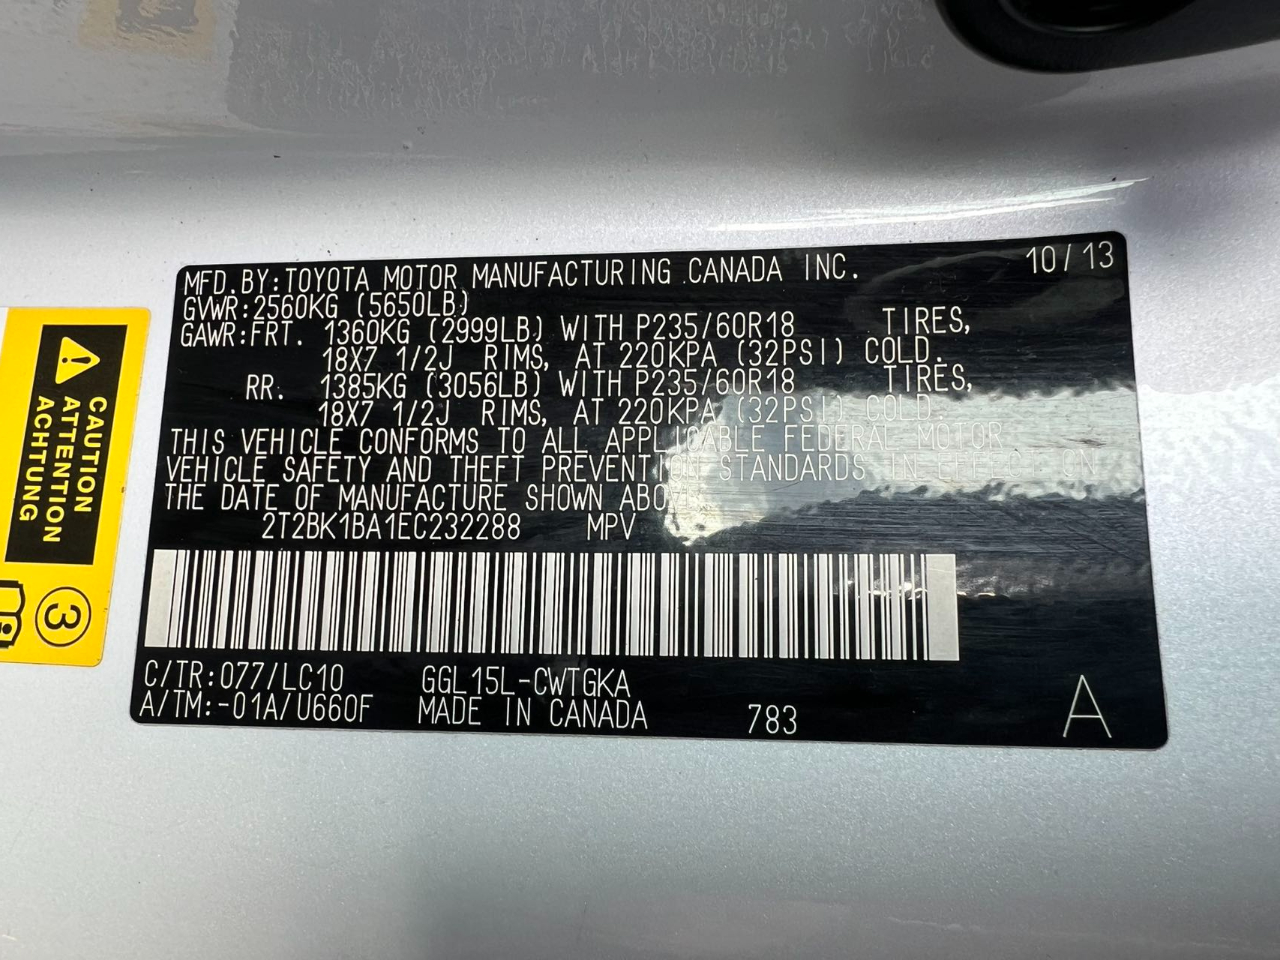 MFD.BY:TOYOTA MOTOR MANUFACTURING CANADA INC. 10/13
GVWR:2560KG (5650LB)
GAWR:FRT. 1360KG (2999LB) WITH P235/60R18 TIRES,
18X7 1/2J RIMS, AT 220KPA (32PSI) COLD.
RR. 1385KG (3056LB) WITH P235/60R18 TIRES,
18X7 1/2J RIMS, AT 220KPA (32PSI) COLD.
THIS VEHICLE CONFORMS TO ALL APPLICABLE FEDERAL MOTOR
VEHICLE SAFETY AND THEFT PREVENTION STANDARDS IN EFFECT ON
THE DATE OF MANUFACTURE SHOWN ABOVE.
2T2BK1BA1EC232288 MPV
C/TR:077/LC10 GGL15L-CWTGKA
A/TM:-01A/U660F MADE IN CANADA 783 A
CAUTION
ATTENTION
ACHTUNG
3